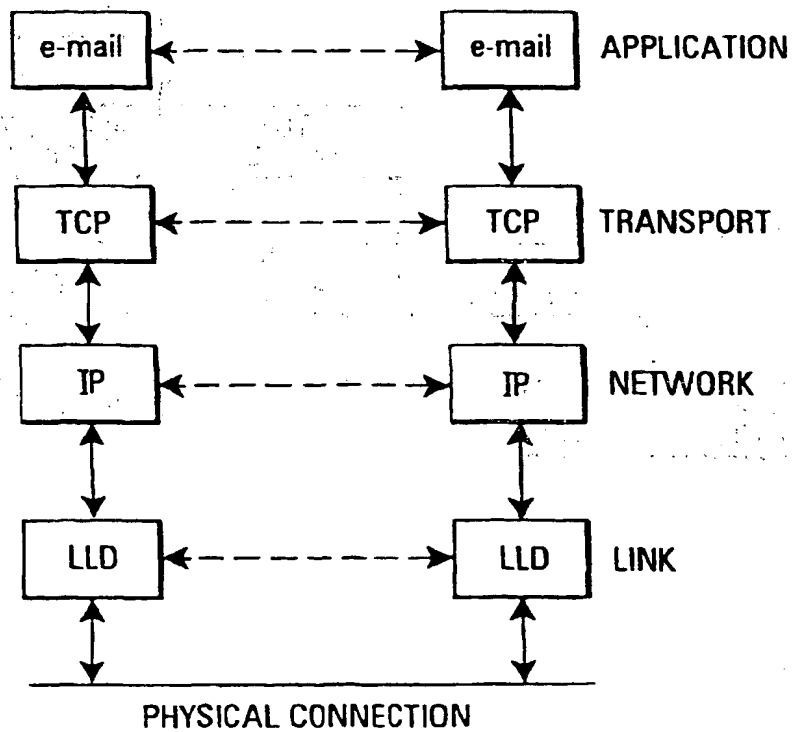 e-mail e-mail APPLICATION
TCP TCP TRANSPORT
IP IP NETWORK
LLD LLD LINK
PHYSICAL CONNECTION